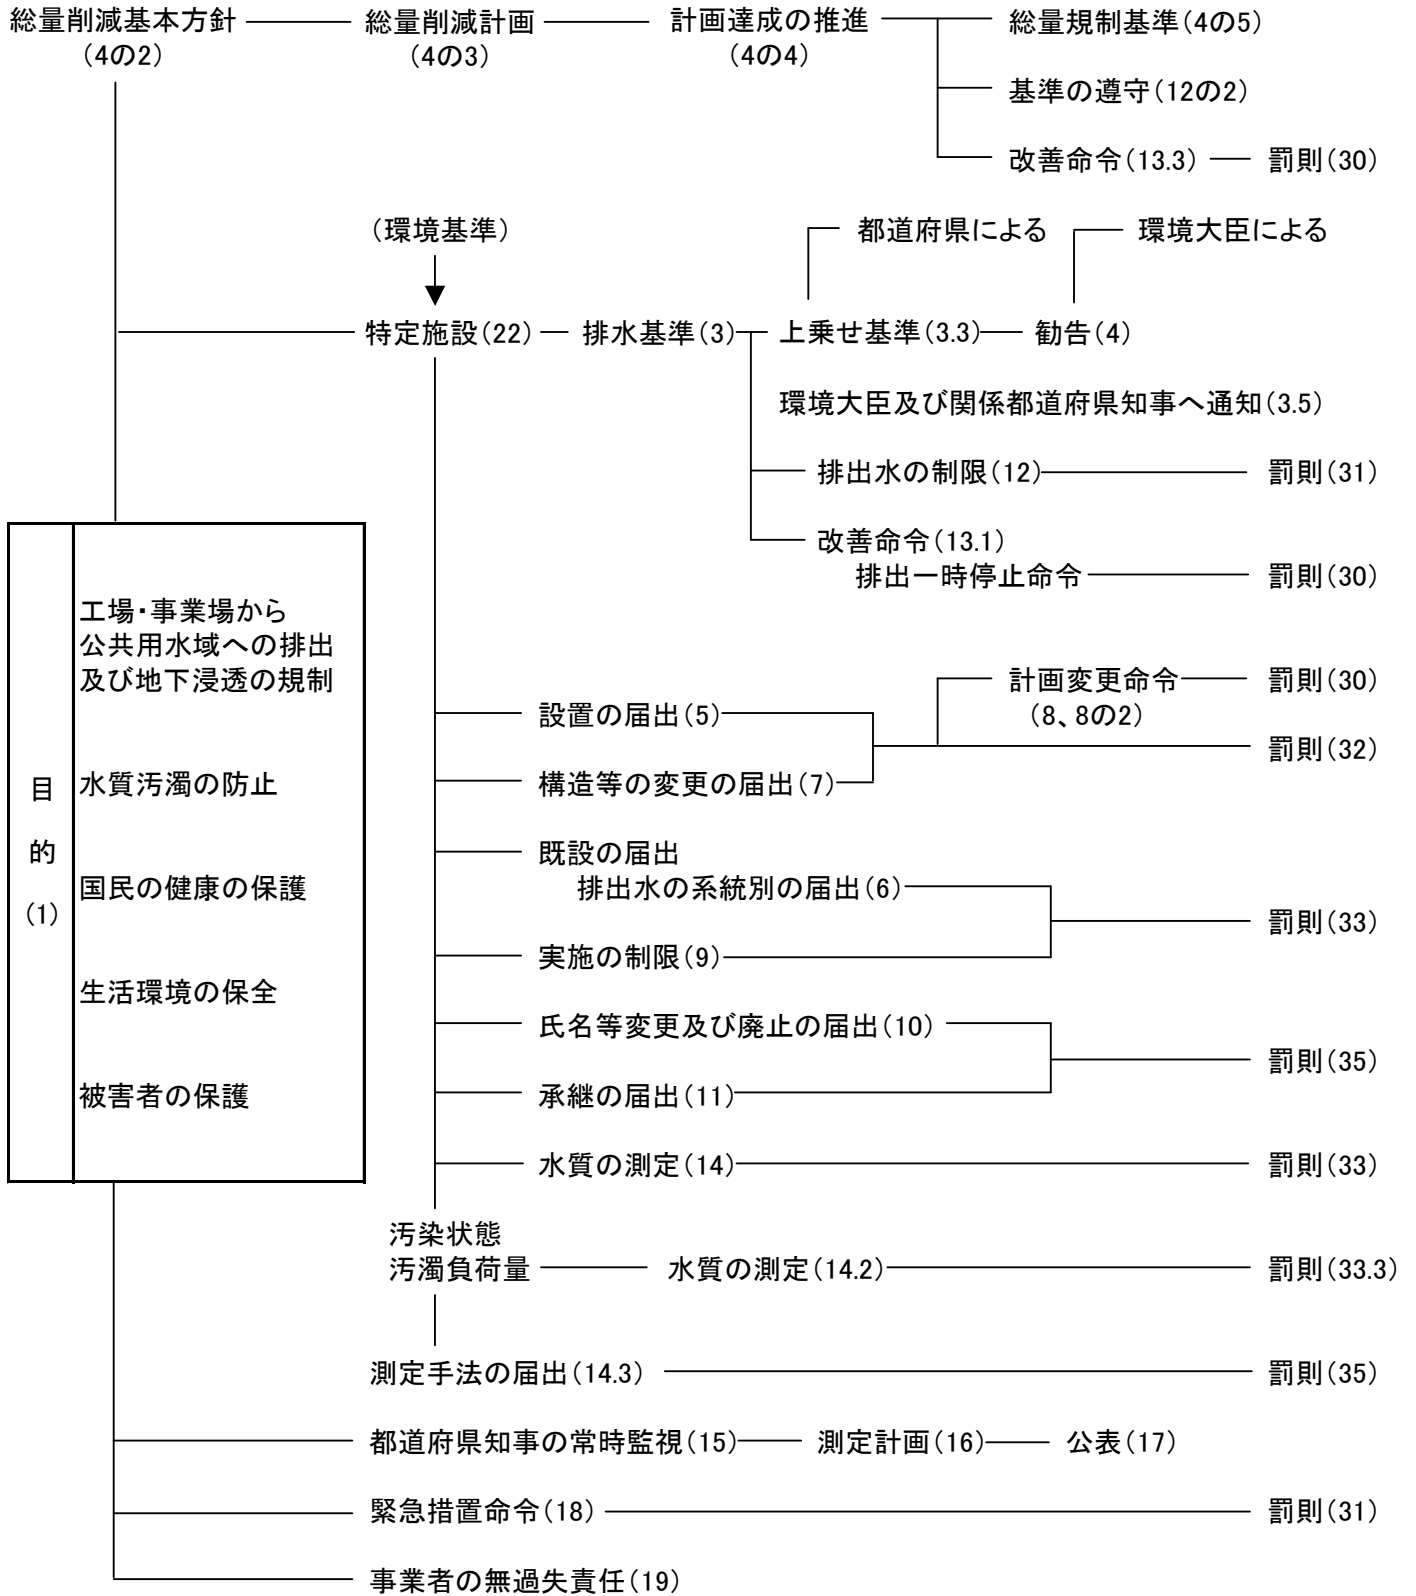 総量削減基本方針 総量削減計画 計画達成の推進 総量規制基準(4の5)
(4の2) (4の3) (4の4)
基準の遵守(12の2)
改善命令(13.3) 罰則(30)
(環境基準) 都道府県による 環境大臣による
特定施設(22) 排水基準(3) 上乗せ基準(3.3) 勧告(4)
環境大臣及び関係都道府県知事へ通知(3.5)
排出水の制限(12) 罰則(31)
改善命令(13.1)
排出一時停止命令 罰則(30)
目的(1)
工場・事業場から
公共用水域への排出
及び地下浸透の規制
水質汚濁の防止
国民の健康の保護
生活環境の保全
被害者の保護
計画変更命令 罰則(30)
(8、8の2)
設置の届出(5)
罰則(32)
構造等の変更の届出(7)
既設の届出
排出水の系統別の届出(6)
罰則(33)
実施の制限(9)
氏名等変更及び廃止の届出(10)
罰則(35)
承継の届出(11)
水質の測定(14) 罰則(33)
汚染状態
汚濁負荷量 水質の測定(14.2) 罰則(33.3)
測定手法の届出(14.3) 罰則(35)
都道府県知事の常時監視(15) 測定計画(16) 公表(17)
緊急措置命令(18) 罰則(31)
事業者の無過失責任(19)